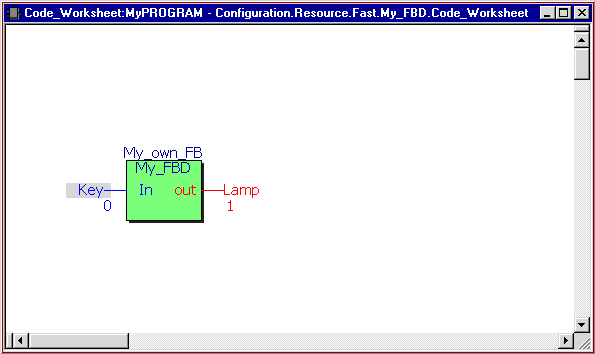 Code_Worksheet:MyPROGRAM - Configuration.Resource.Fast.My_FBD.Code_Worksheet
My_own_FB
My_FBD
Key In out Lamp
0 1